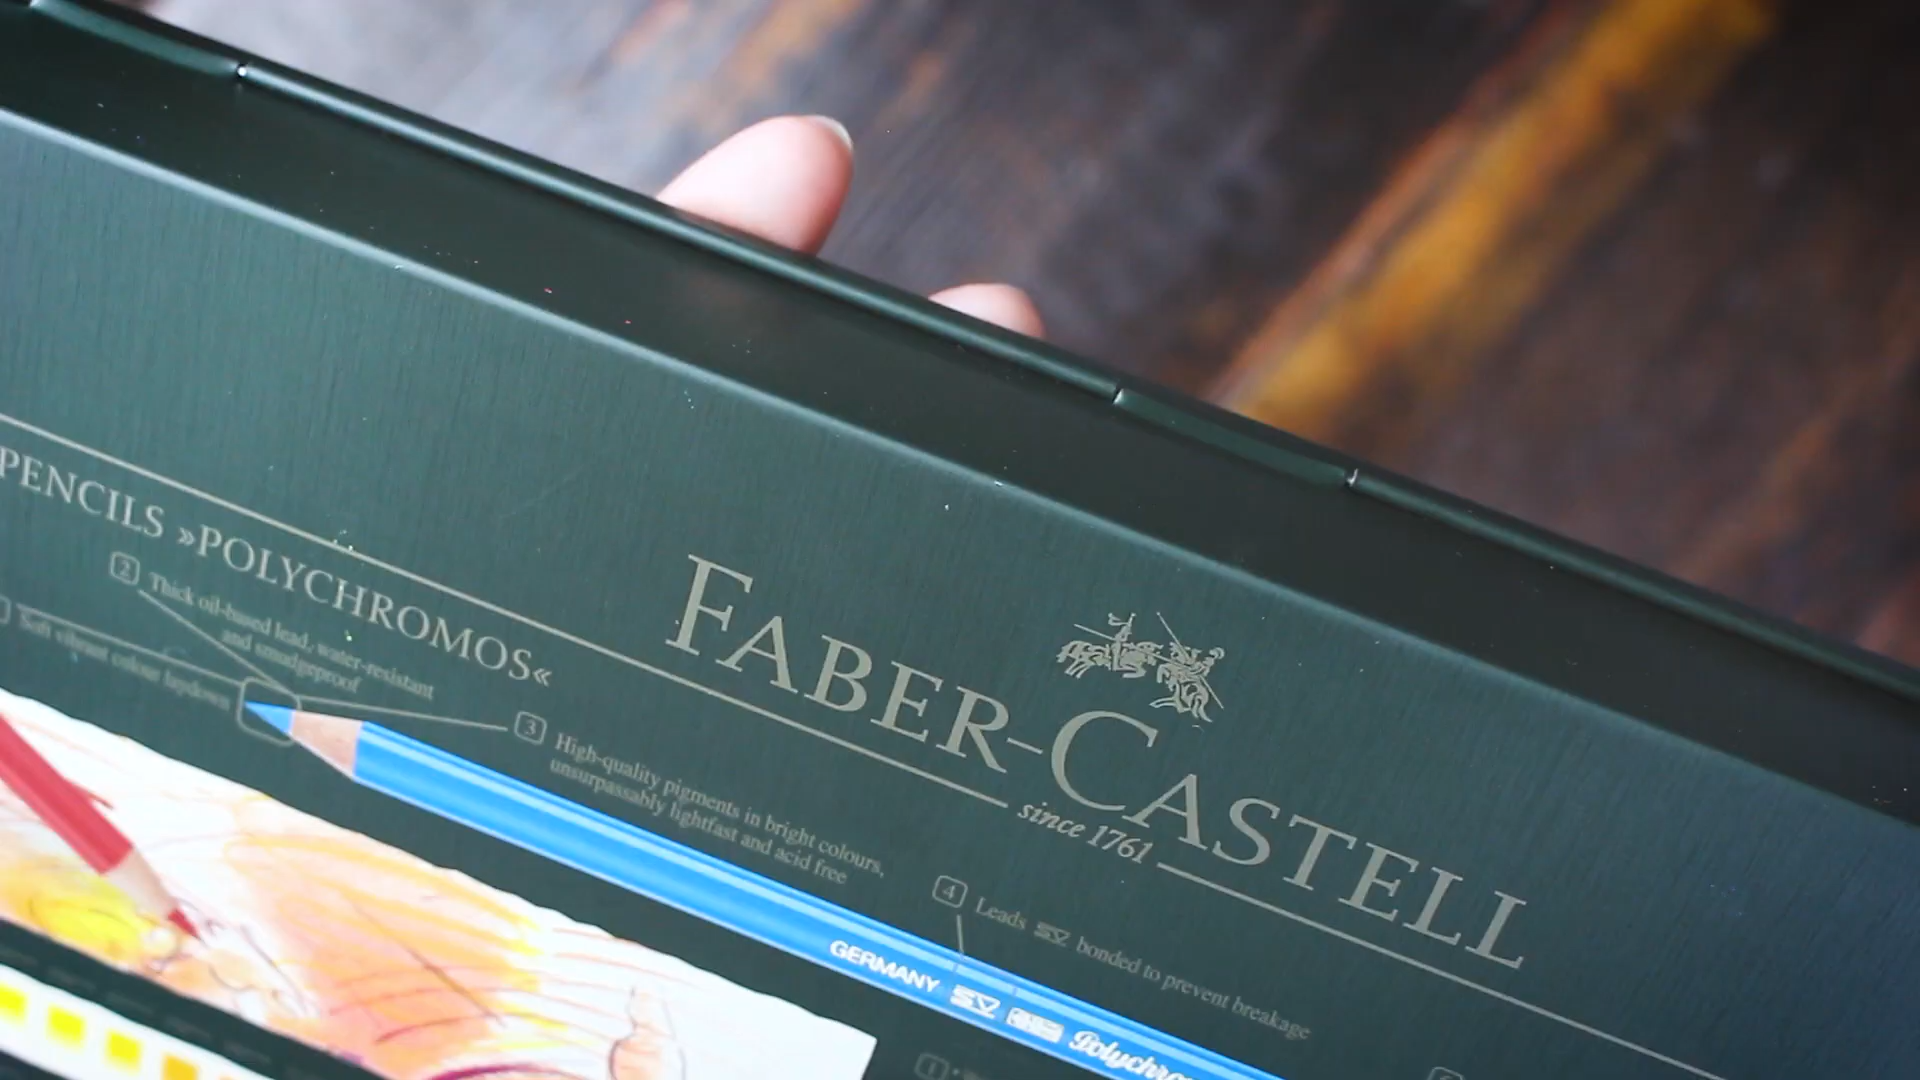 PENCILS »POLYCHROMOS«
FABER-CASTELL
since 1761
2 Thick oil-based lead, water-resistant
and smudgeproof
Soft vibrant colour laydown
3 High-quality pigments in bright colours,
unsurpassably lightfast and acid free
4 Leads SV bonded to prevent breakage
GERMANY SV Polychro
1